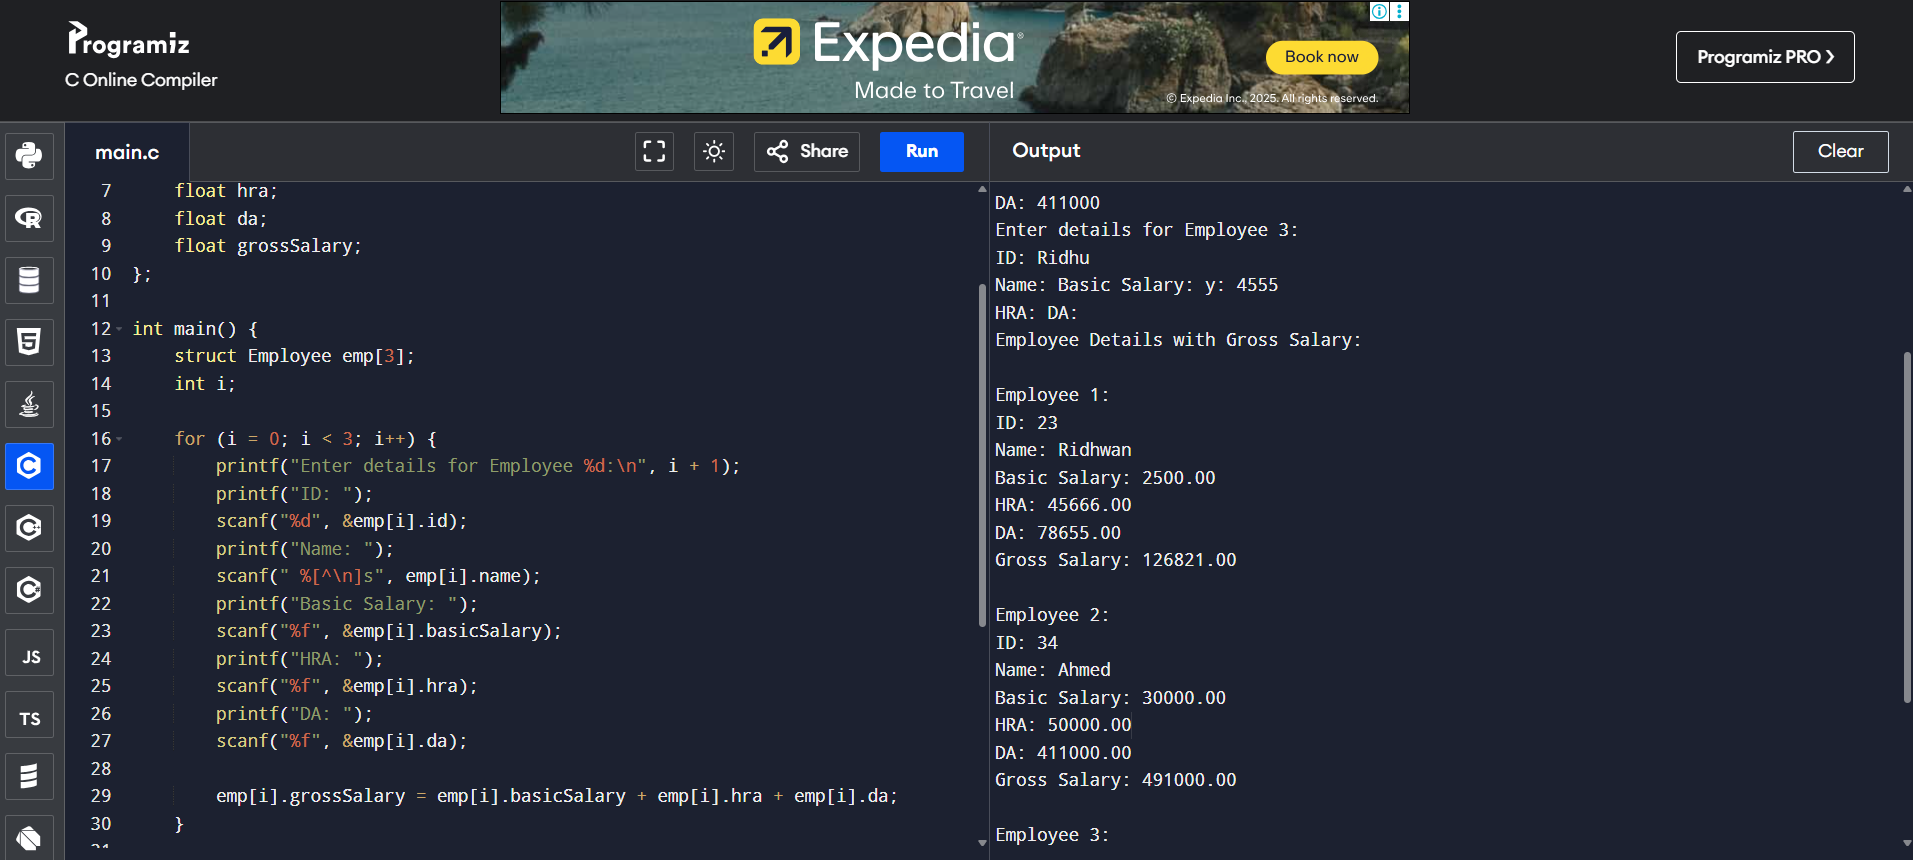 Programiz
C Online Compiler
Expedia®
Made to Travel
Book now
© Expedia Inc., 2025. All rights reserved.
Programiz PRO ❯
main.c
Share
Run
Output
Clear
JS
TS
7 float hra;
8 float da;
9 float grossSalary;
10 };
11
12 int main() {
13 struct Employee emp[3];
14 int i;
15
16 for (i = 0; i < 3; i++) {
17 printf("Enter details for Employee %d:\n", i + 1);
18 printf("ID: ");
19 scanf("%d", &emp[i].id);
20 printf("Name: ");
21 scanf(" %[^\n]s", emp[i].name);
22 printf("Basic Salary: ");
23 scanf("%f", &emp[i].basicSalary);
24 printf("HRA: ");
25 scanf("%f", &emp[i].hra);
26 printf("DA: ");
27 scanf("%f", &emp[i].da);
28
29 emp[i].grossSalary = emp[i].basicSalary + emp[i].hra + emp[i].da;
30 }
DA: 411000
Enter details for Employee 3:
ID: Ridhu
Name: Basic Salary: y: 4555
HRA: DA:
Employee Details with Gross Salary:
Employee 1:
ID: 23
Name: Ridhwan
Basic Salary: 2500.00
HRA: 45666.00
DA: 78655.00
Gross Salary: 126821.00
Employee 2:
ID: 34
Name: Ahmed
Basic Salary: 30000.00
HRA: 50000.00
DA: 411000.00
Gross Salary: 491000.00
Employee 3: